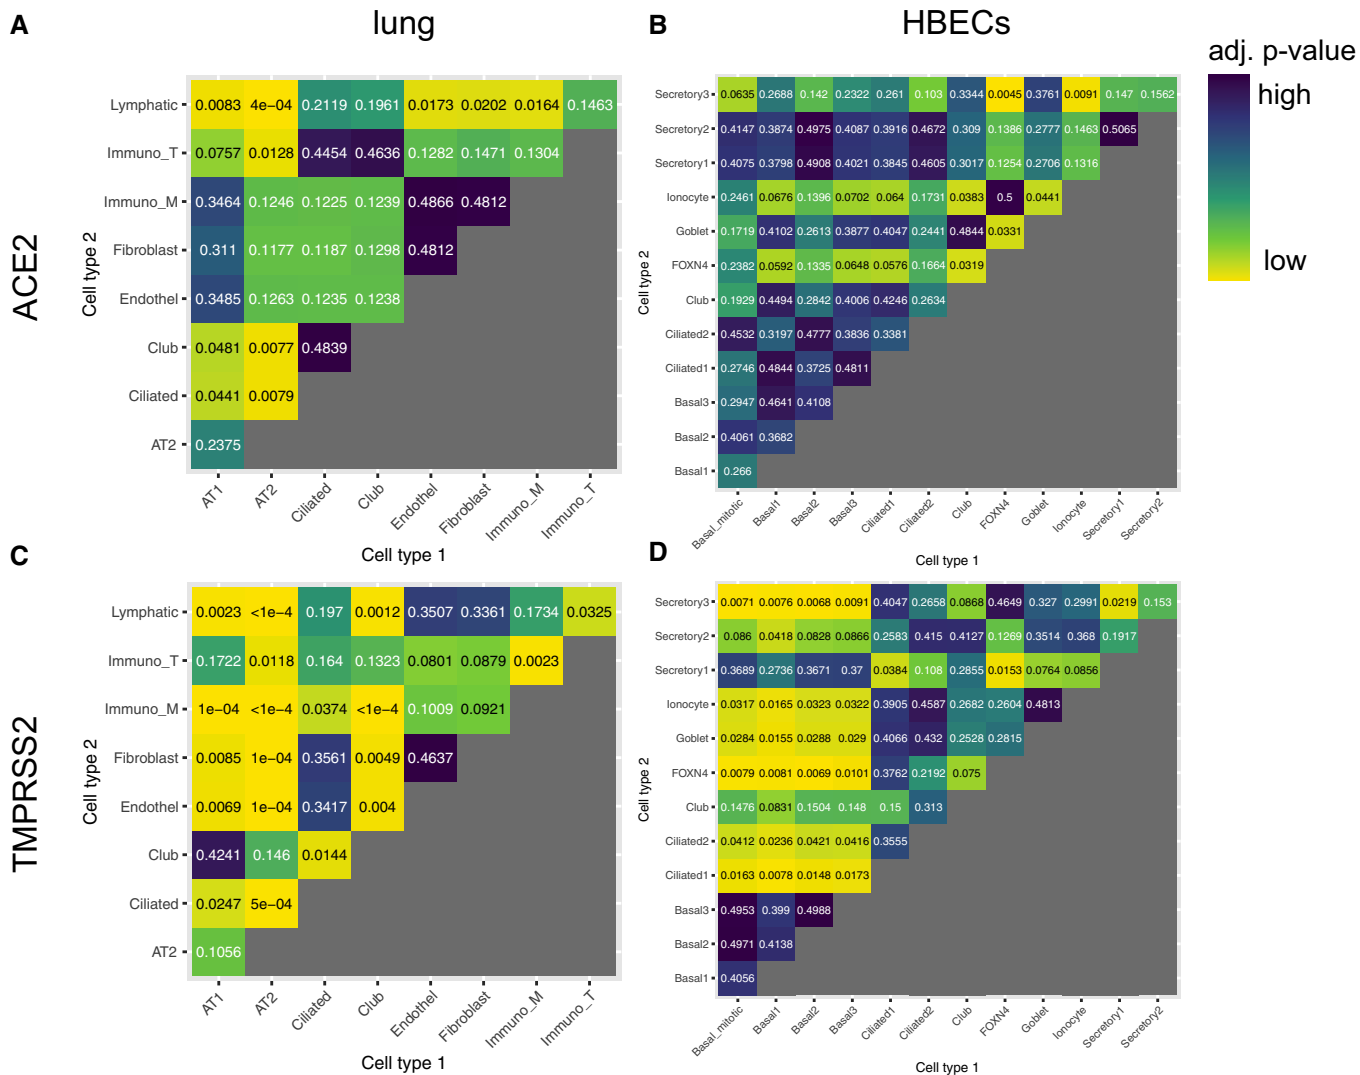 A
lung
B
HBECs
adj. p-value
high
low
ACE2
Cell type 2
Lymphatic 0.0083 4e−04 0.2119 0.1961 0.0173 0.0202 0.0164 0.1463
Immuno_T 0.0757 0.0128 0.4454 0.4636 0.1282 0.1471 0.1304
Immuno_M 0.3464 0.1246 0.1225 0.1239 0.4866 0.4812
Fibroblast 0.311 0.1177 0.1187 0.1298 0.4812
Endothel 0.3485 0.1263 0.1235 0.1238
Club 0.0481 0.0077 0.4839
Ciliated 0.0441 0.0079
AT2 0.2375
AT1 AT2 Ciliated Club Endothel Fibroblast Immuno_M Immuno_T
Cell type 1
Cell type 2
Secretory3 0.0635 0.2688 0.142 0.2322 0.261 0.103 0.3344 0.0045 0.3761 0.0091 0.147 0.1562
Secretory2 0.4147 0.3874 0.4975 0.4087 0.3916 0.4672 0.309 0.1386 0.2777 0.1463 0.5065
Secretory1 0.4075 0.3798 0.4908 0.4021 0.3845 0.4605 0.3017 0.1254 0.2706 0.1316
Ionocyte 0.2461 0.0676 0.1396 0.0702 0.064 0.1731 0.0383 0.5 0.0441
Goblet 0.1719 0.4102 0.2613 0.3877 0.4047 0.2441 0.4844 0.0331
FOXN4 0.2382 0.0592 0.1335 0.0648 0.0576 0.1664 0.0319
Club 0.1929 0.4494 0.2842 0.4006 0.4246 0.2634
Ciliated2 0.4532 0.3197 0.4777 0.3836 0.3381
Ciliated1 0.2746 0.4844 0.3725 0.4811
Basal3 0.2947 0.4641 0.4108
Basal2 0.4061 0.3682
Basal1 0.266
Basal_mitotic Basal1 Basal2 Basal3 Ciliated1 Ciliated2 Club FOXN4 Goblet Ionocyte Secretory1 Secretory2
Cell type 1
C
TMPRSS2
Cell type 2
Lymphatic 0.0023 <1e−4 0.197 0.0012 0.3507 0.3361 0.1734 0.0325
Immuno_T 0.1722 0.0118 0.164 0.1323 0.0801 0.0879 0.0023
Immuno_M 1e−04 <1e−4 0.0374 <1e−4 0.1009 0.0921
Fibroblast 0.0085 1e−04 0.3561 0.0049 0.4637
Endothel 0.0069 1e−04 0.3417 0.004
Club 0.4241 0.146 0.0144
Ciliated 0.0247 5e−04
AT2 0.1056
AT1 AT2 Ciliated Club Endothel Fibroblast Immuno_M Immuno_T
Cell type 1
D
Cell type 2
Secretory3 0.0071 0.0076 0.0068 0.0091 0.4047 0.2658 0.0868 0.4649 0.327 0.2991 0.0219 0.153
Secretory2 0.086 0.0418 0.0828 0.0866 0.2583 0.415 0.4127 0.1269 0.3514 0.368 0.1917
Secretory1 0.3689 0.2736 0.3671 0.37 0.0384 0.108 0.2855 0.0153 0.0764 0.0856
Ionocyte 0.0317 0.0165 0.0323 0.0322 0.3905 0.4587 0.2682 0.2604 0.4813
Goblet 0.0284 0.0155 0.0288 0.029 0.4066 0.432 0.2528 0.2815
FOXN4 0.0079 0.0081 0.0069 0.0101 0.3762 0.2192 0.075
Club 0.1476 0.0831 0.1504 0.148 0.15 0.313
Ciliated2 0.0412 0.0236 0.0421 0.0416 0.3555
Ciliated1 0.0163 0.0078 0.0148 0.0173
Basal3 0.4953 0.399 0.4988
Basal2 0.4971 0.4138
Basal1 0.4056
Basal_mitotic Basal1 Basal2 Basal3 Ciliated1 Ciliated2 Club FOXN4 Goblet Ionocyte Secretory1 Secretory2
Cell type 1